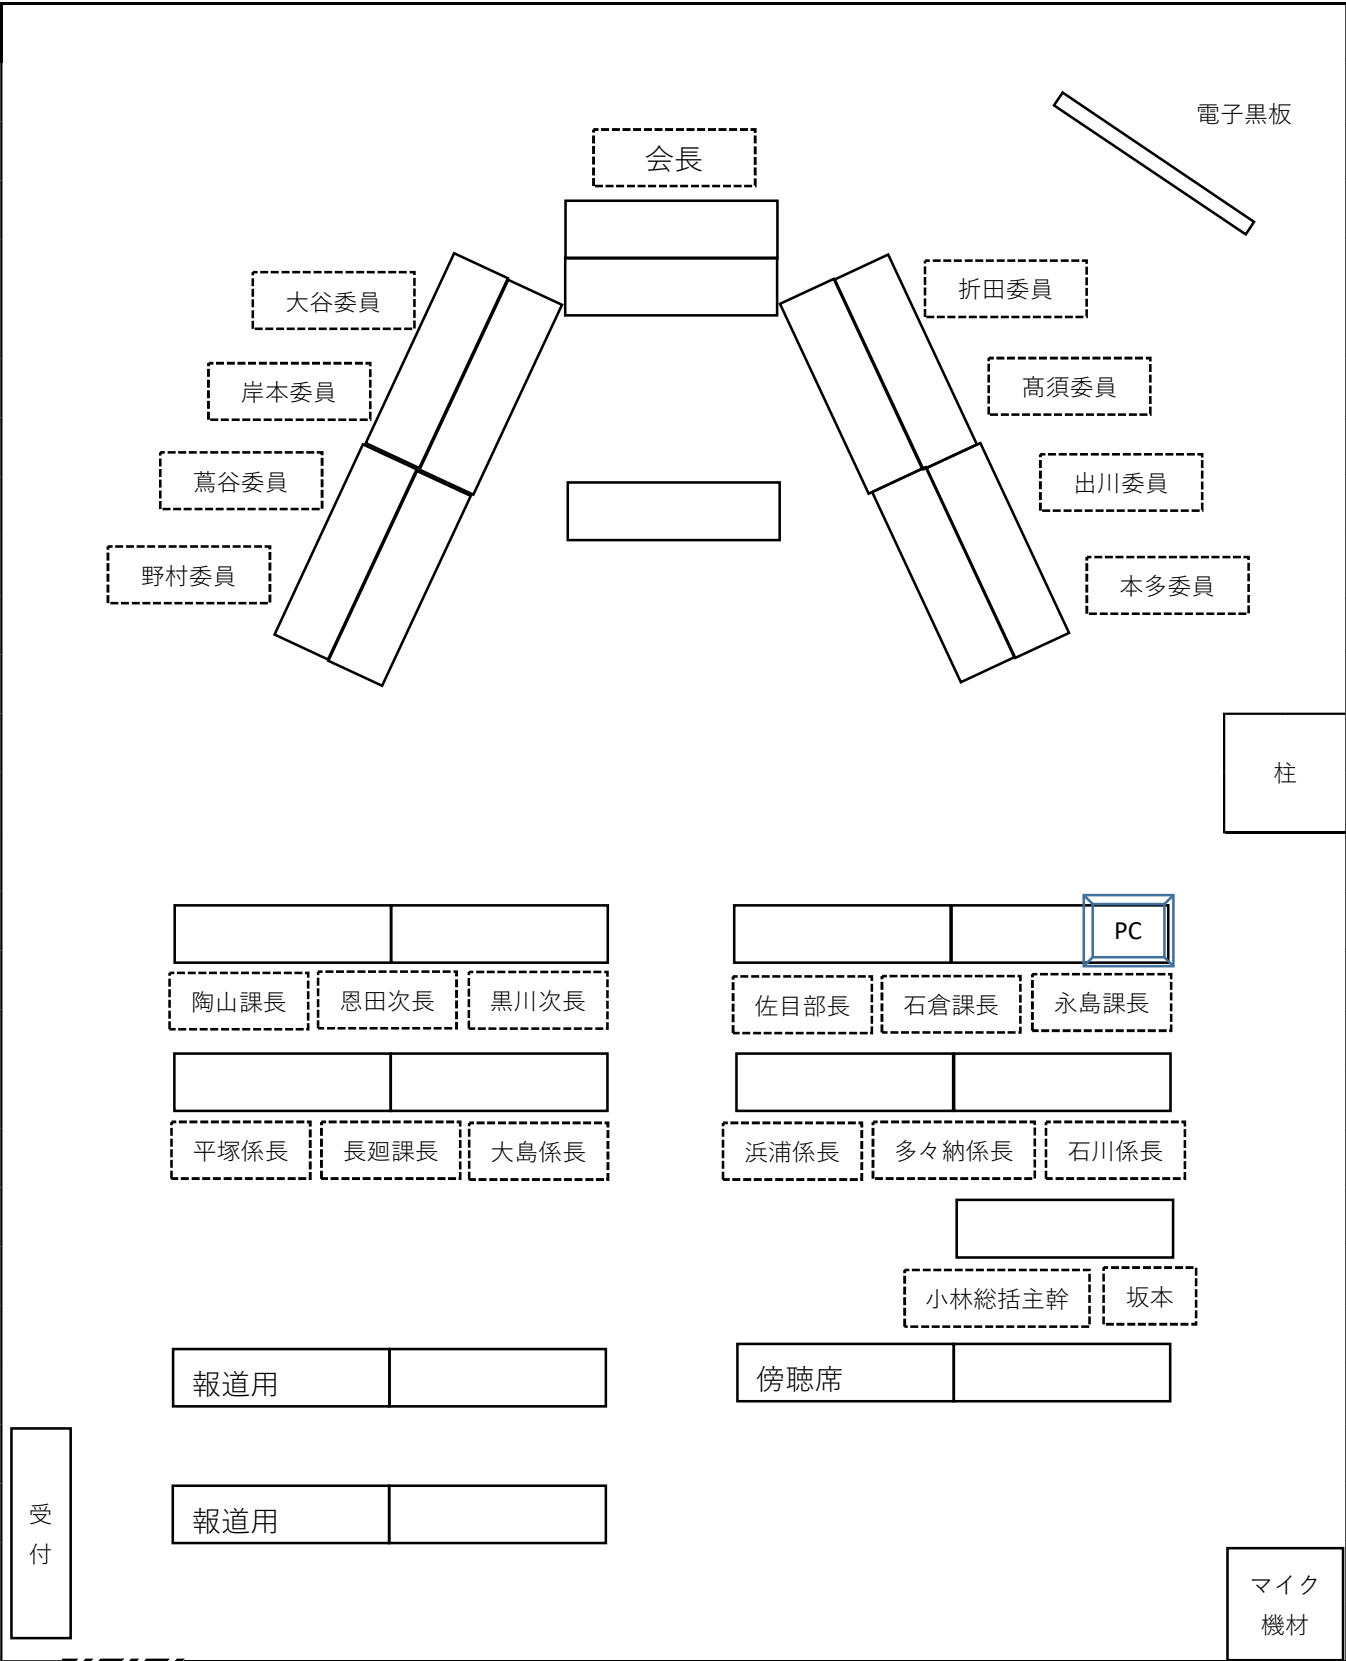 電子黒板
会長
大谷委員
折田委員
岸本委員
髙須委員
蔦谷委員
出川委員
野村委員
本多委員
柱
PC
陶山課長
恩田次長
黒川次長
佐目部長
石倉課長
永島課長
平塚係長
長廻課長
大島係長
浜浦係長
多々納係長
石川係長
小林総括主幹
坂本
報道用
傍聴席
報道用
受
付
マイク
機材